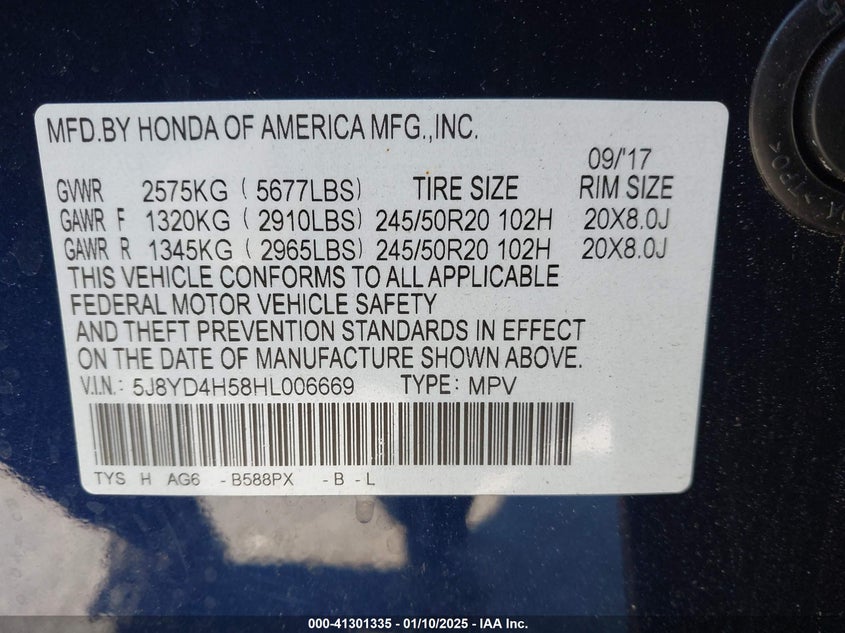 MFD.BY HONDA OF AMERICA MFG.,INC.
09/'17
GVWR 2575KG ( 5677LBS) TIRE SIZE RIM SIZE
GAWR F 1320KG ( 2910LBS) 245/50R20 102H 20X8.0J
GAWR R 1345KG ( 2965LBS) 245/50R20 102H 20X8.0J
THIS VEHICLE CONFORMS TO ALL APPLICABLE
FEDERAL MOTOR VEHICLE SAFETY
AND THEFT PREVENTION STANDARDS IN EFFECT
ON THE DATE OF MANUFACTURE SHOWN ABOVE.
V.I.N.: 5J8YD4H58HL006669 TYPE: MPV
TYS H AG6 -B588PX -B -L
000-41301335 - 01/10/2025 - IAA Inc.